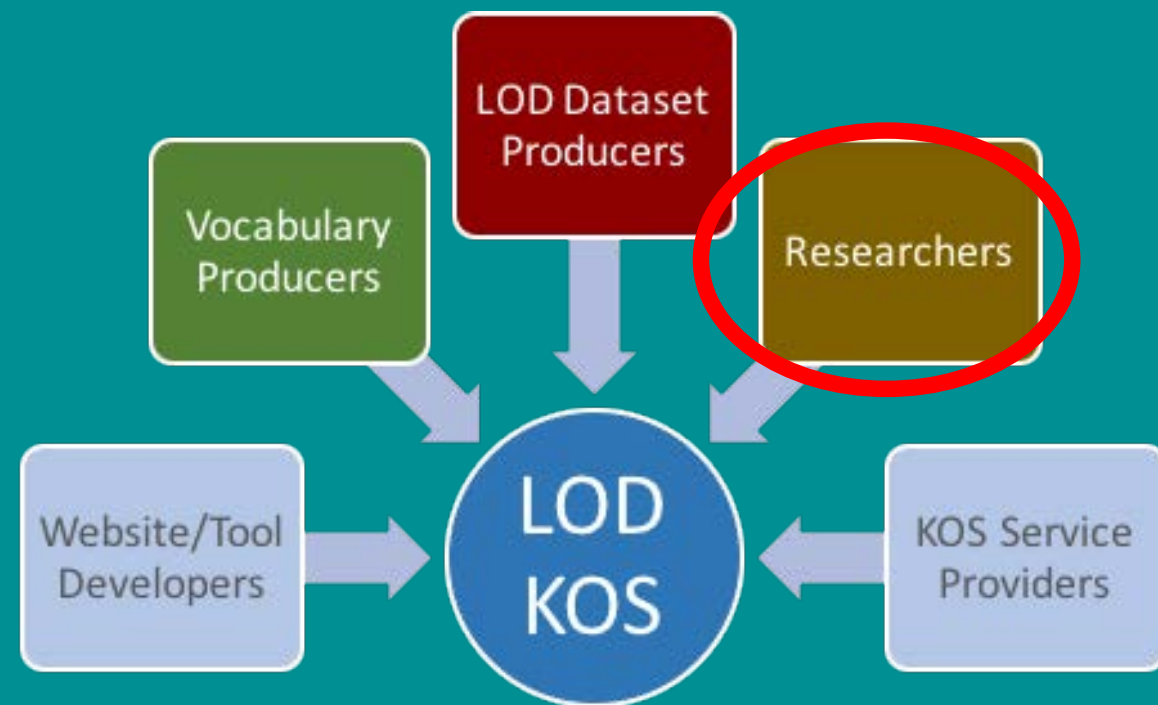 LOD Dataset
Producers
Vocabulary
Producers
Researchers
Website/Tool
Developers
LOD
KOS
KOS Service
Providers